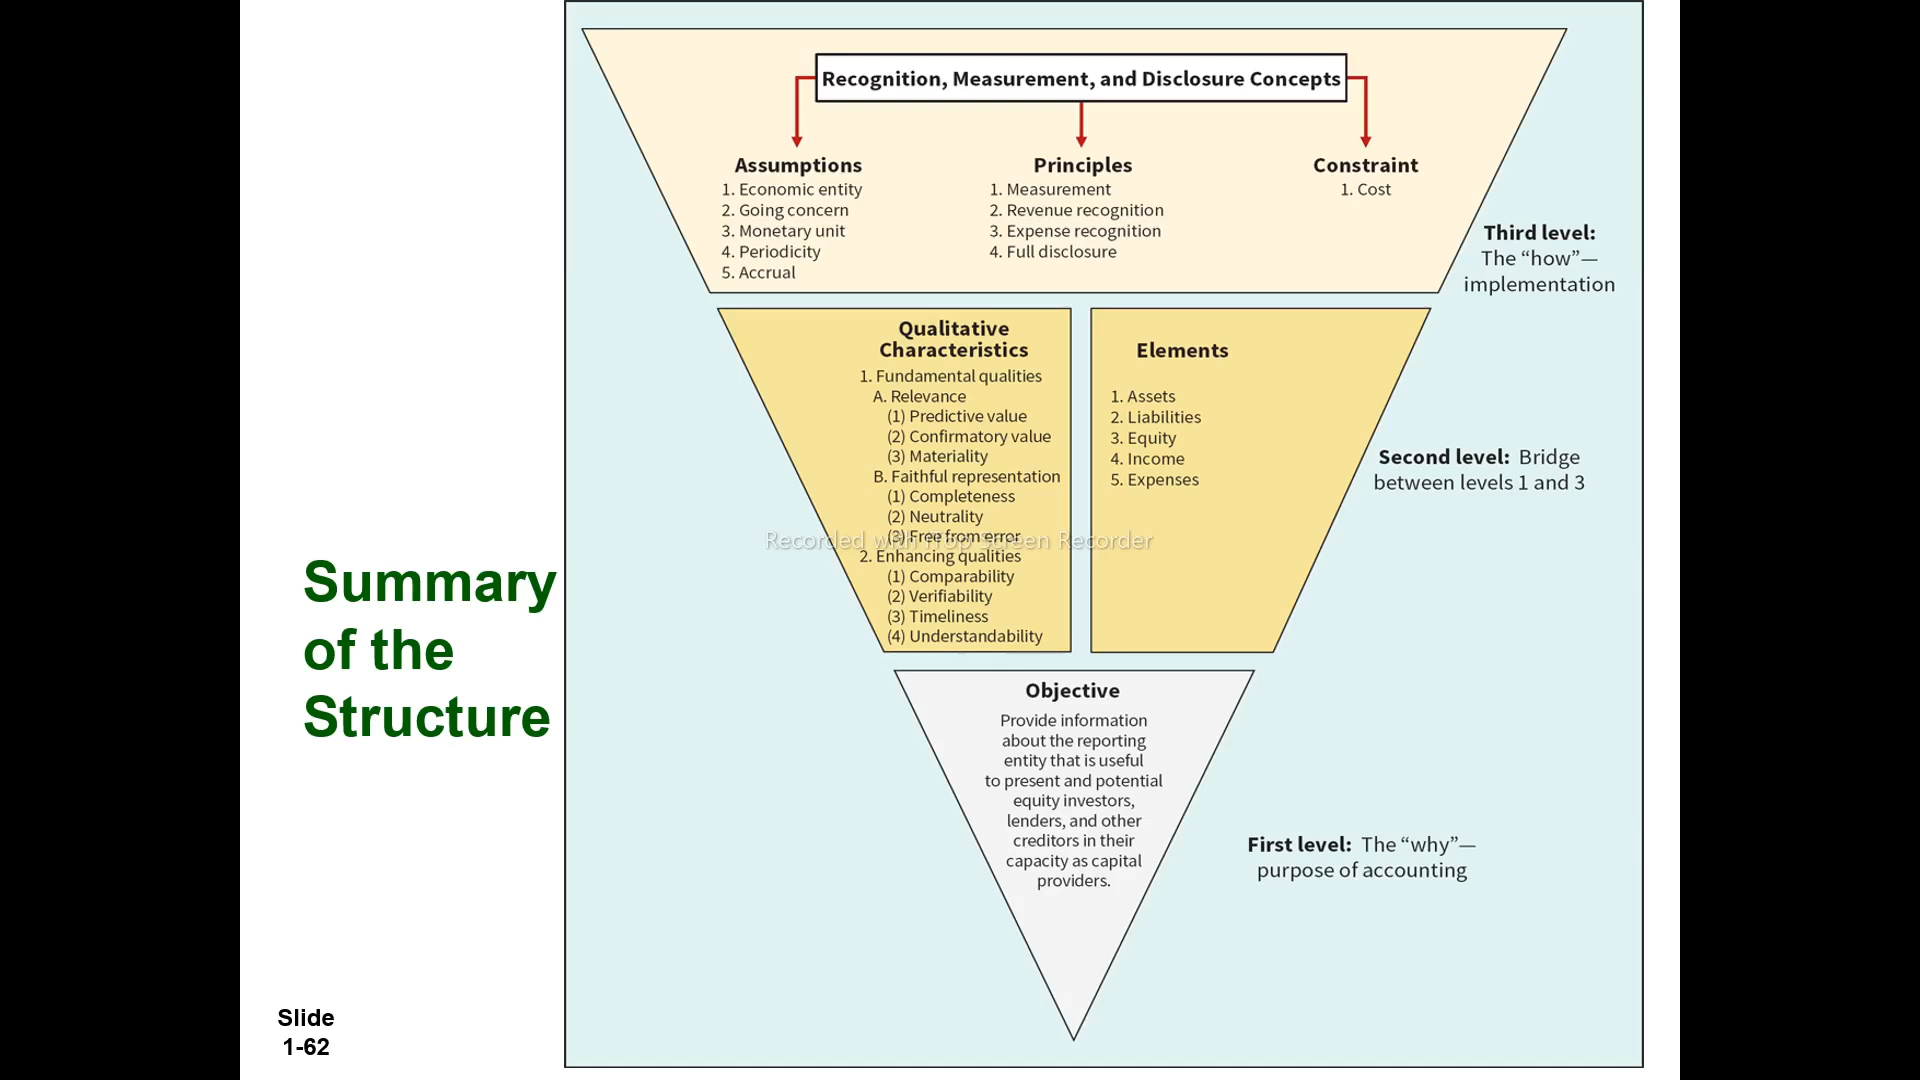 Recognition, Measurement, and Disclosure Concepts
Assumptions
1. Economic entity
2. Going concern
3. Monetary unit
4. Periodicity
5. Accrual
Principles
1. Measurement
2. Revenue recognition
3. Expense recognition
4. Full disclosure
Constraint
1. Cost
Third level:
The “how”—
implementation
Qualitative
Characteristics
1. Fundamental qualities
A. Relevance
(1) Predictive value
(2) Confirmatory value
(3) Materiality
B. Faithful representation
(1) Completeness
(2) Neutrality
(3) Free from error
2. Enhancing qualities
(1) Comparability
(2) Verifiability
(3) Timeliness
(4) Understandability
Elements
1. Assets
2. Liabilities
3. Equity
4. Income
5. Expenses
Second level: Bridge
between levels 1 and 3
Recorded with iTop Screen Recorder
Summary
of the
Structure
Objective
Provide information
about the reporting
entity that is useful
to present and potential
equity investors,
lenders, and other
creditors in their
capacity as capital
providers.
First level: The “why”—
purpose of accounting
Slide
1-62